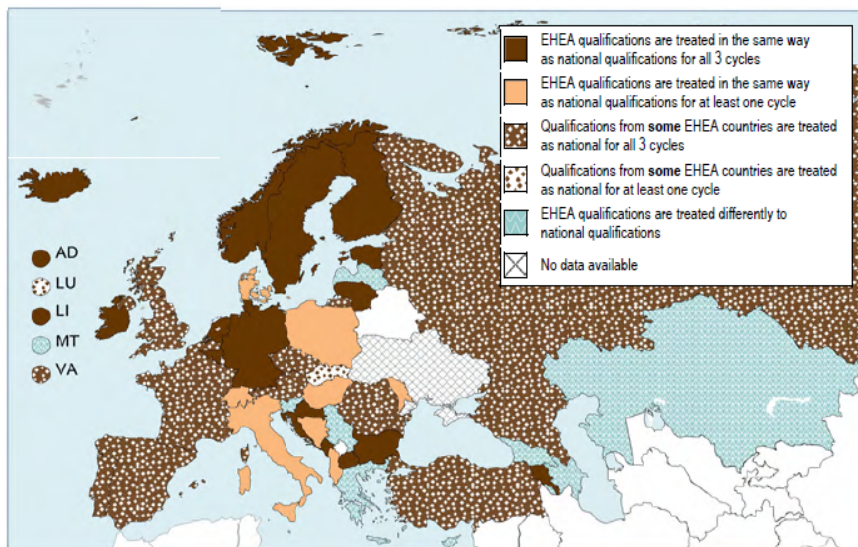 EHEA qualifications are treated in the same way
as national qualifications for all 3 cycles
EHEA qualifications are treated in the same way
as national qualifications for at least one cycle
Qualifications from some EHEA countries are treated
as national for all 3 cycles
Qualifications from some EHEA countries are treated
as national for at least one cycle
EHEA qualifications are treated differently to
national qualifications
No data available
AD
LU
LI
MT
VA